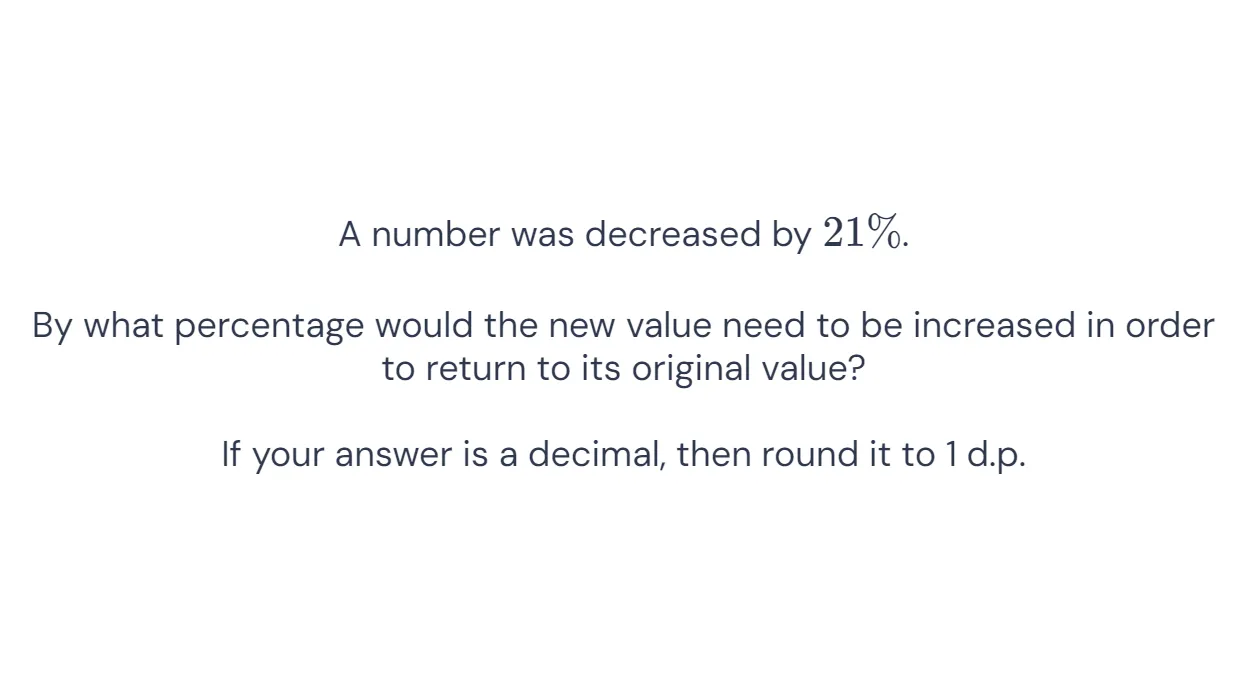 A number was decreased by 21%.
By what percentage would the new value need to be increased in order
to return to its original value?
If your answer is a decimal, then round it to 1 d.p.